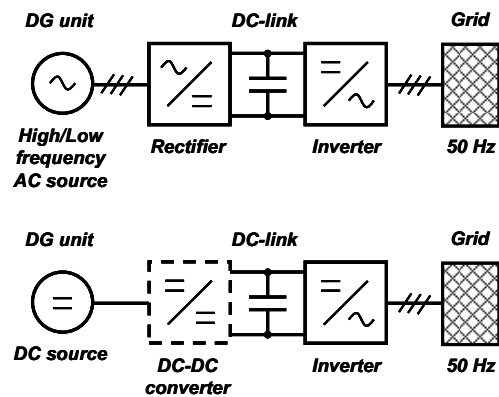 DG unit
DC-link
Grid
High/Low
frequency
AC source
Rectifier
Inverter
50 Hz
DG unit
DC-link
Grid
DC source
DC-DC
converter
Inverter
50 Hz